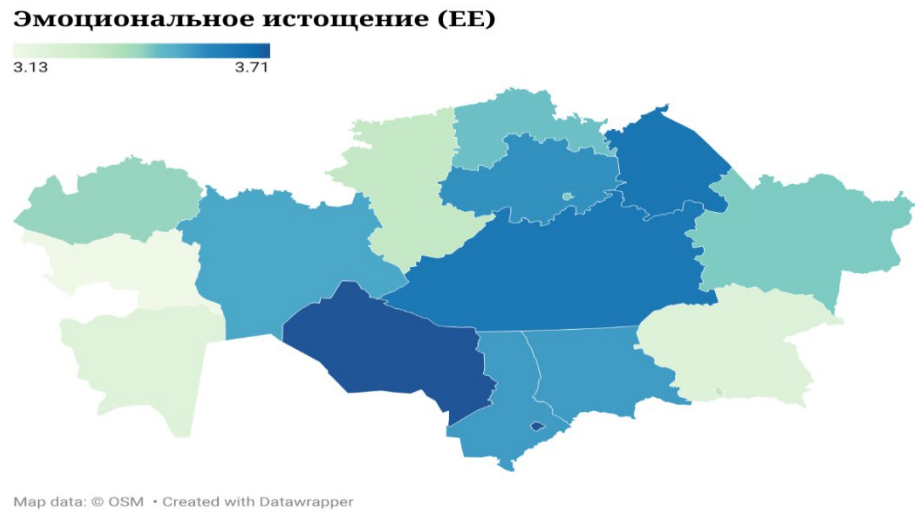 Эмоциональное истощение (EE)
3.13 3.71
Map data: © OSM • Created with Datawrapper